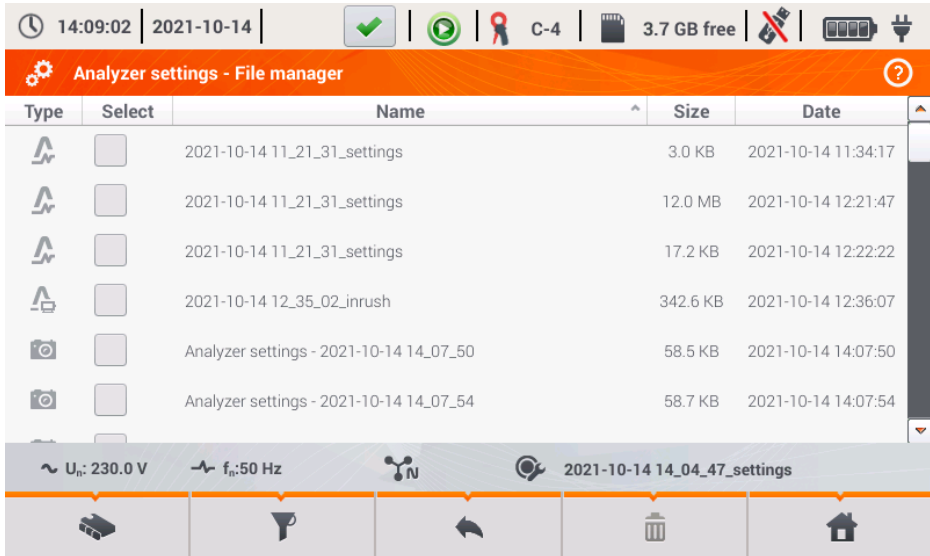 14:09:02 2021-10-14 C-4 3.7 GB free
Analyzer settings - File manager ?
Type Select Name Size Date
2021-10-14 11_21_31_settings 3.0 KB 2021-10-14 11:34:17
2021-10-14 11_21_31_settings 12.0 MB 2021-10-14 12:21:47
2021-10-14 11_21_31_settings 17.2 KB 2021-10-14 12:22:22
2021-10-14 12_35_02_inrush 342.6 KB 2021-10-14 12:36:07
Analyzer settings - 2021-10-14 14_07_50 58.5 KB 2021-10-14 14:07:50
Analyzer settings - 2021-10-14 14_07_54 58.7 KB 2021-10-14 14:07:54
Un: 230.0 V fn:50 Hz N 2021-10-14 14_04_47_settings